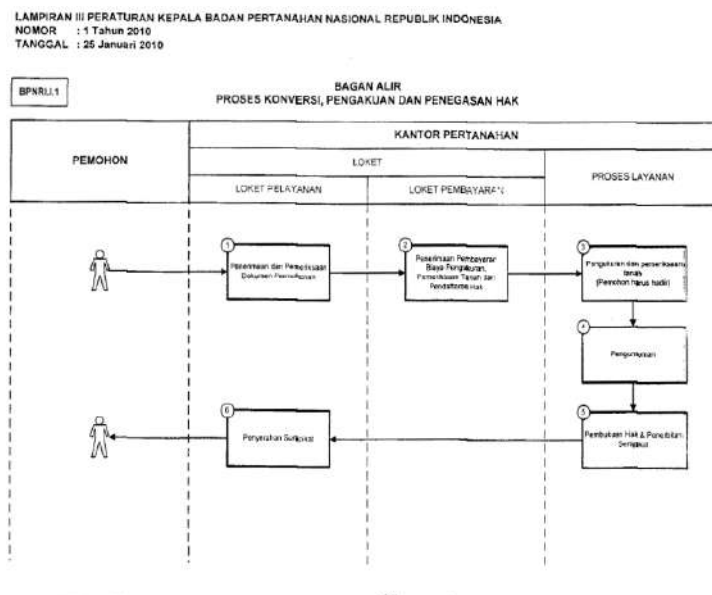 LAMPIRAN III PERATURAN KEPALA BADAN PERTANAHAN NASIONAL REPUBLIK INDONESIA
NOMOR : 1 Tahun 2010
TANGGAL : 25 Januari 2010
BPNRI.I.1
BAGAN ALIR
PROSES KONVERSI, PENGAKUAN DAN PENEGASAN HAK
PEMOHON
KANTOR PERTANAHAN
LOKET
LOKET PELAYANAN
LOKET PEMBAYARAN
PROSES LAYANAN
1
Penerimaan dan Pemeriksaan
Dokumen Permohonan
2
Penerimaan Pembayaran
Biaya Pengukuran,
Pemeriksaan Tanah dan
Pendaftaran Hak
3
Pengukuran dan pemeriksaan
tanah
(Pemohon harus hadir)
4
Pengumuman
5
Pembukuan Hak & Penerbitan
Sertipikat
6
Penyerahan Sertipikat